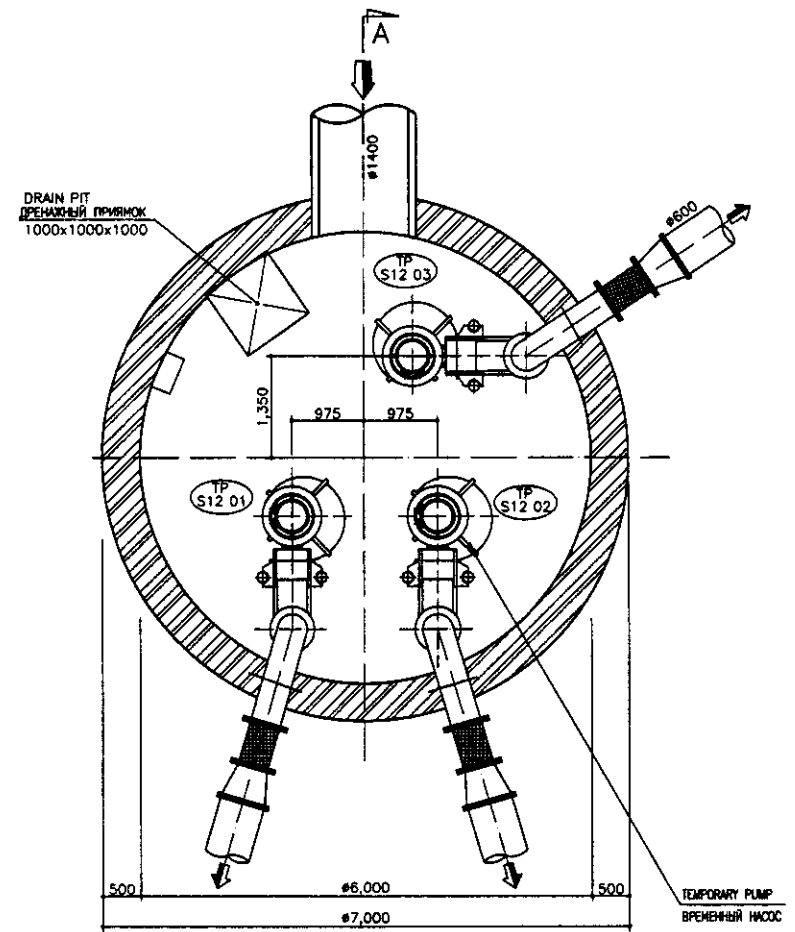 A
ø1400
DRAIN PIT
ДРЕНАЖНЫЙ ПРИЯМОК
1000x1000x1000
ø600
TP
S12 03
1,350
975
975
TP
S12 01
TP
S12 02
500
ø6,000
500
ø7,000
TEMPORARY PUMP
ВРЕМЕННЫЙ НАСОС